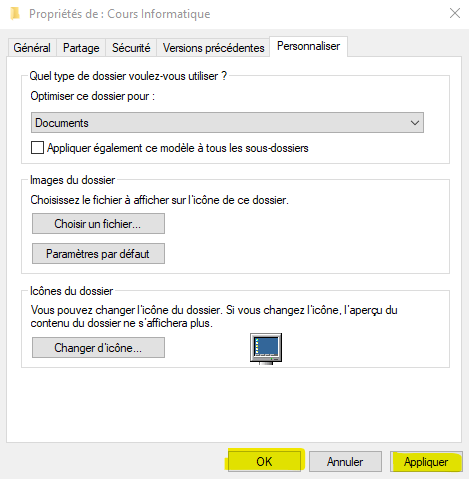 Propriétés de : Cours Informatique
Général Partage Sécurité Versions précédentes Personnaliser
Quel type de dossier voulez-vous utiliser ?
Optimiser ce dossier pour :
Documents
Appliquer également ce modèle à tous les sous-dossiers
Images du dossier
Choisissez le fichier à afficher sur l'icône de ce dossier.
Choisir un fichier...
Paramètres par défaut
Icônes du dossier
Vous pouvez changer l'icône du dossier. Si vous changez l'icône, l'aperçu du
contenu du dossier ne s'affichera plus.
Changer d'icône...
OK Annuler Appliquer